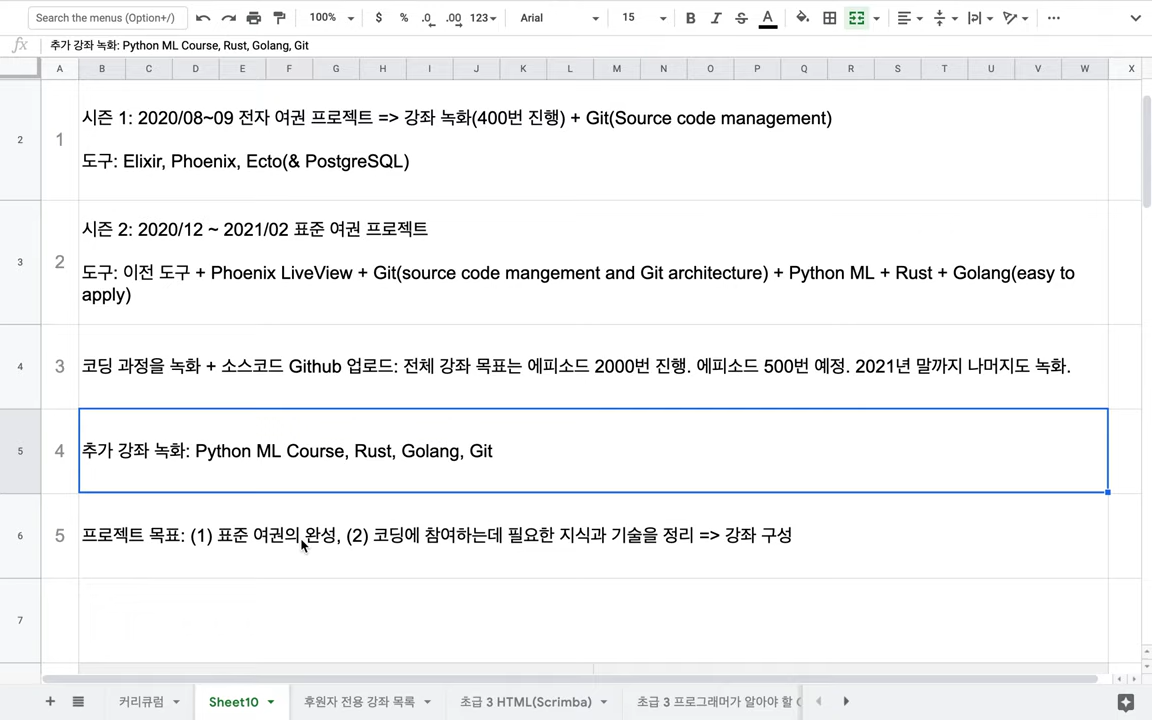 Search the menus (Option+/)
100%
$ % .0 .00 123
Arial
15
B I S A
fx 추가 강좌 녹화: Python ML Course, Rust, Golang, Git
A B C D E F G H I J K L M N O P Q R S T U V W X
2 1 시즌 1: 2020/08~09 전자 여권 프로젝트 => 강좌 녹화(400번 진행) + Git(Source code management)
도구: Elixir, Phoenix, Ecto(& PostgreSQL)
3 2 시즌 2: 2020/12 ~ 2021/02 표준 여권 프로젝트
도구: 이전 도구 + Phoenix LiveView + Git(source code mangement and Git architecture) + Python ML + Rust + Golang(easy to
apply)
4 3 코딩 과정을 녹화 + 소스코드 Github 업로드: 전체 강좌 목표는 에피소드 2000번 진행. 에피소드 500번 예정. 2021년 말까지 나머지도 녹화.
5 4 추가 강좌 녹화: Python ML Course, Rust, Golang, Git
6 5 프로젝트 목표: (1) 표준 여권의 완성, (2) 코딩에 참여하는데 필요한 지식과 기술을 정리 => 강좌 구성
7
커리큐럼 Sheet10 후원자 전용 강좌 목록 초급 3 HTML(Scrimba) 초급 3 프로그래머가 알아야 할